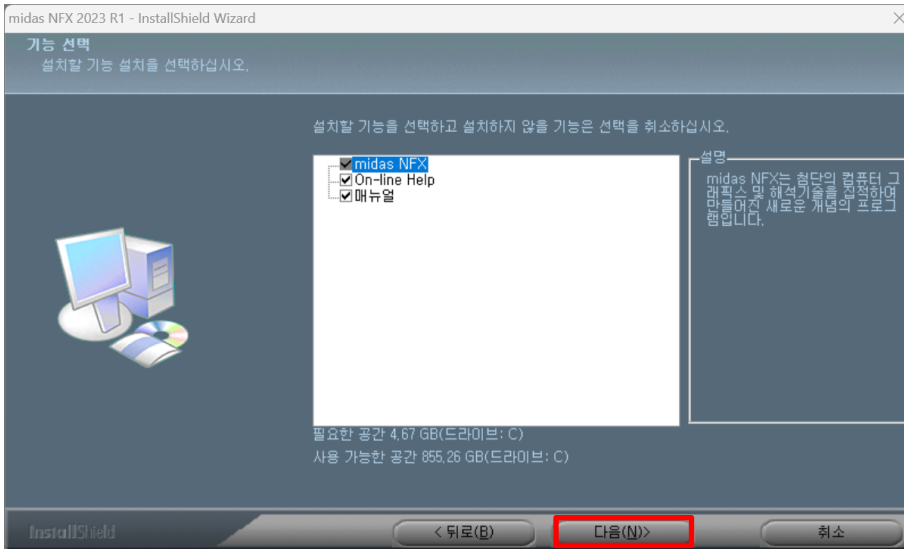 midas NFX 2023 R1 - InstallShield Wizard
기능 선택
설치할 기능 설치를 선택하십시오.
설치할 기능을 선택하고 설치하지 않을 기능은 선택을 취소하십시오.
midas NFX
On-line Help
매뉴얼
설명
midas NFX는 첨단의 컴퓨터 그
래픽스 및 해석기술을 집적하여
만들어진 새로운 개념의 프로그
램입니다.
필요한 공간 4,67 GB(드라이브: C)
사용 가능한 공간 855,26 GB(드라이브: C)
InstallShield
< 뒤로(B)
다음(N)>
취소